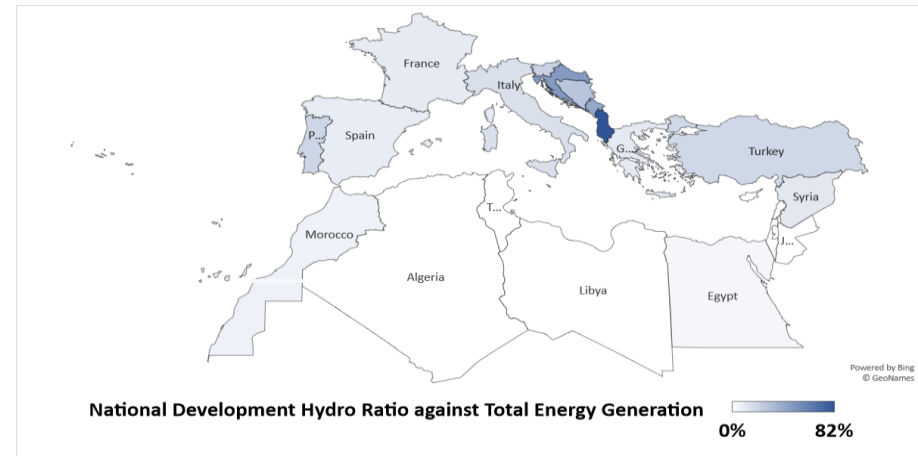 France
Italy
P...
Spain
G...
Turkey
Syria
T...
J...
Morocco
Algeria
Libya
Egypt
Powered by Bing
© GeoNames
National Development Hydro Ratio against Total Energy Generation
0%
82%